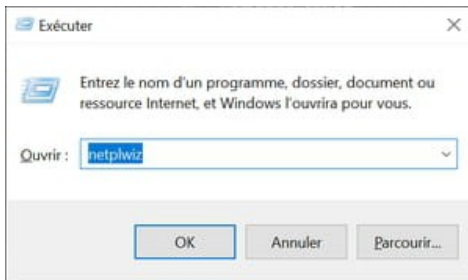 Exécuter
Entrez le nom d'un programme, dossier, document ou
ressource Internet, et Windows l'ouvrira pour vous.
Ouvrir :
netplwiz
OK
Annuler
Parcourir...